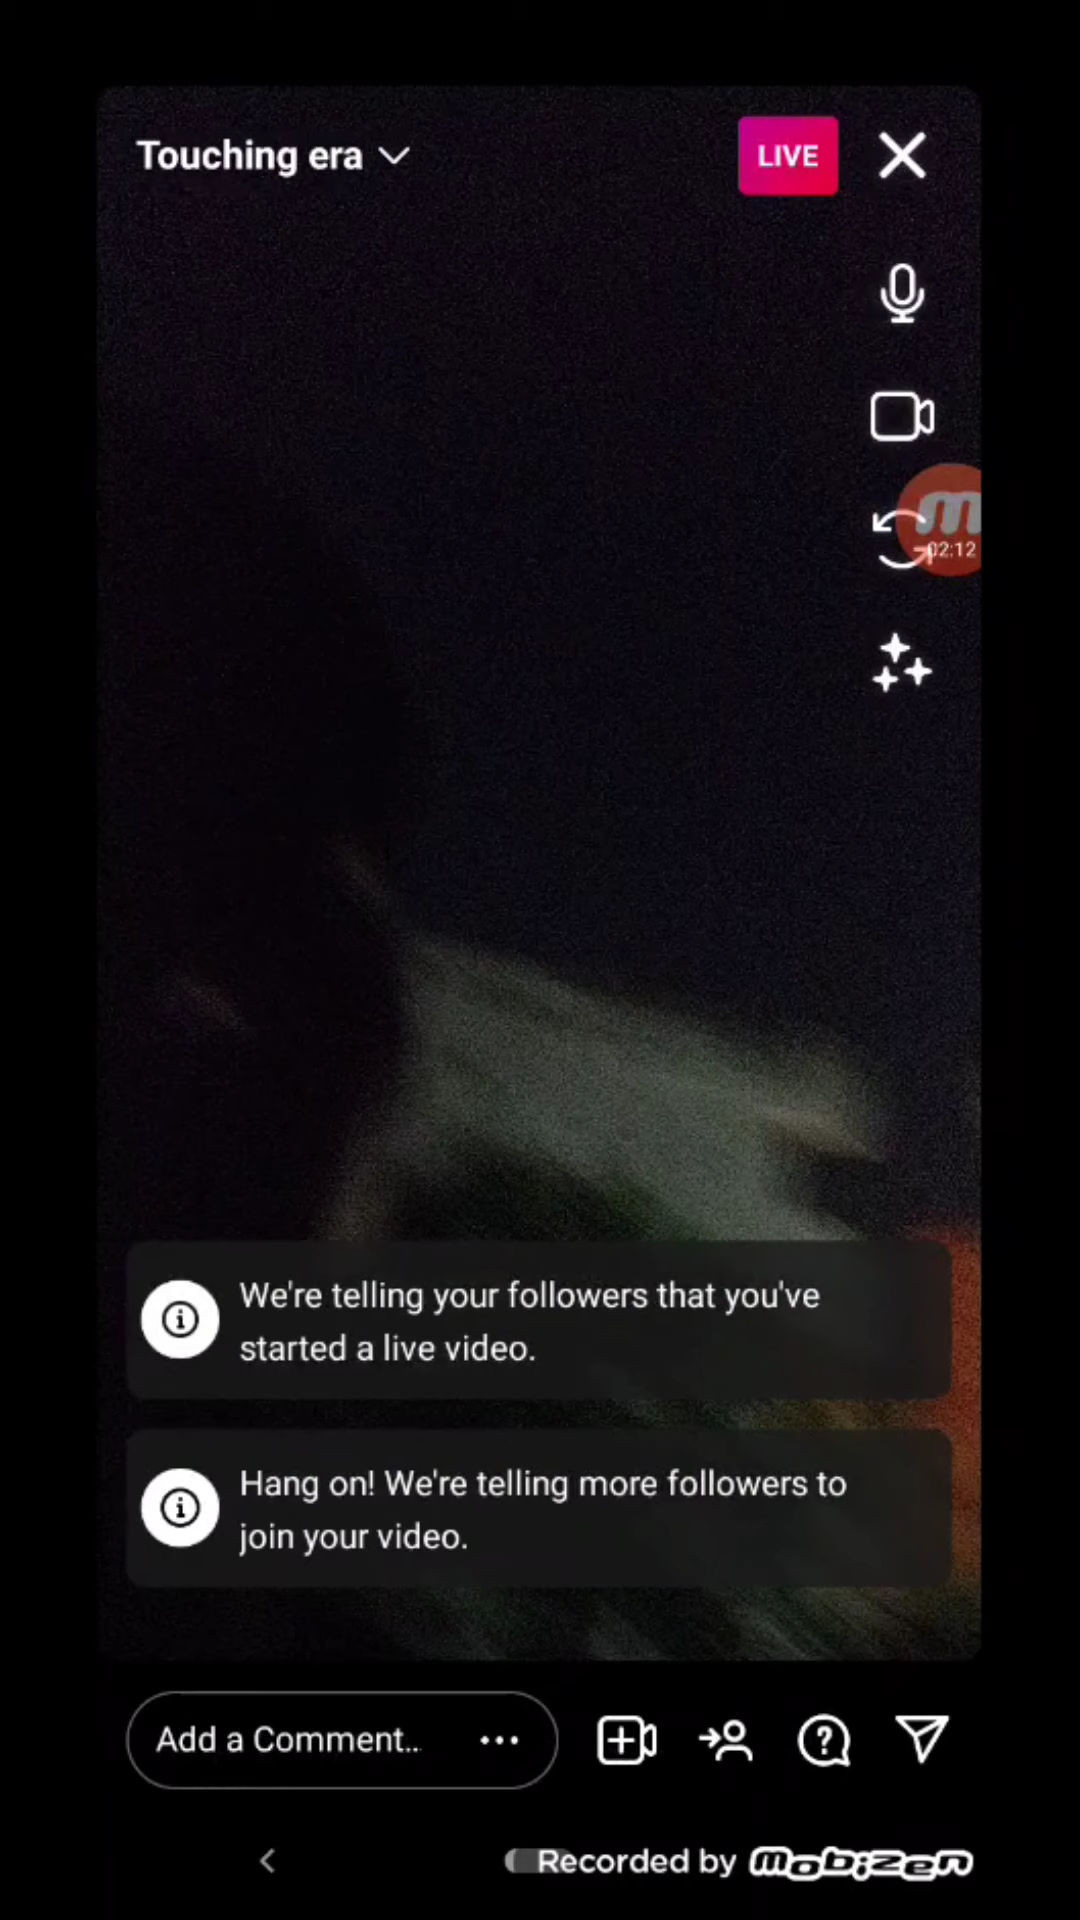 Touching era
LIVE
m
02:12
We're telling your followers that you've
started a live video.
Hang on! We're telling more followers to
join your video.
Add a Comment...
Recorded by mobizen